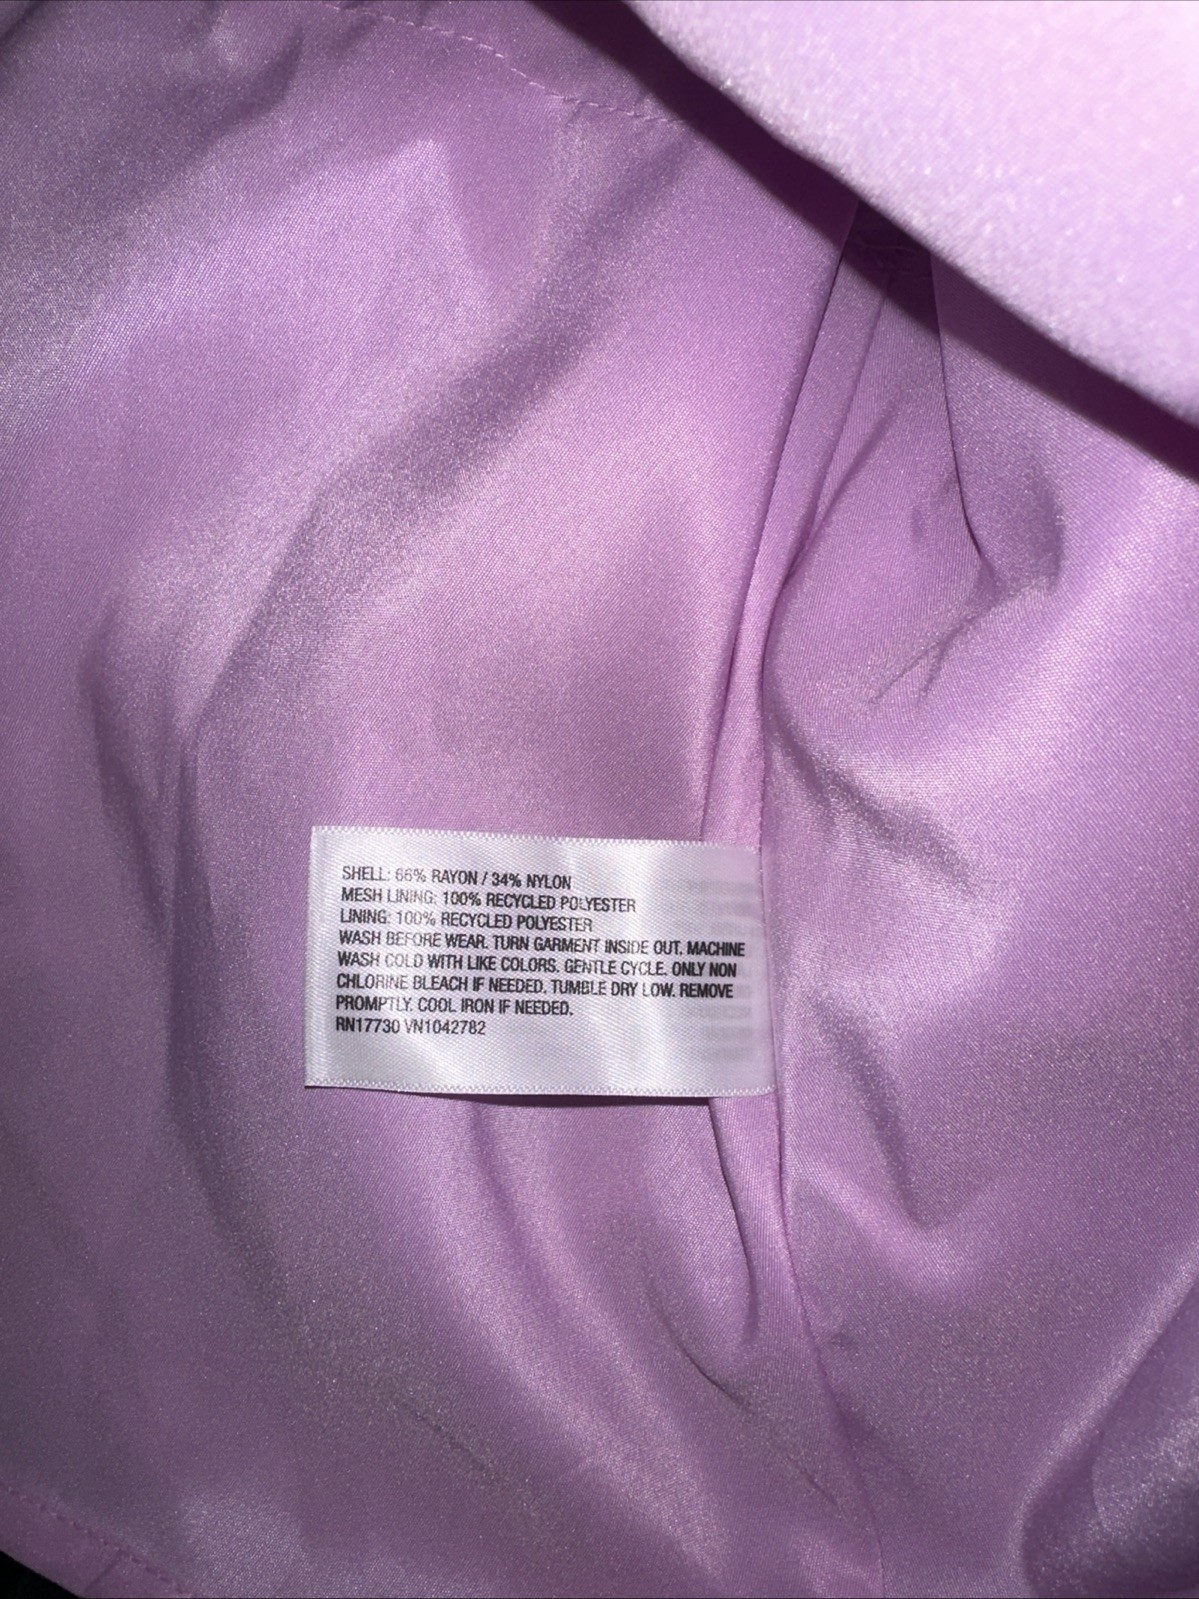 SHELL: 66% RAYON / 34% NYLON
MESH LINING: 100% RECYCLED POLYESTER
LINING: 100% RECYCLED POLYESTER
WASH BEFORE WEAR. TURN GARMENT INSIDE OUT. MACHINE
WASH COLD WITH LIKE COLORS. GENTLE CYCLE. ONLY NON
CHLORINE BLEACH IF NEEDED. TUMBLE DRY LOW. REMOVE
PROMPTLY. COOL IRON IF NEEDED.
RN17730 VN1042782